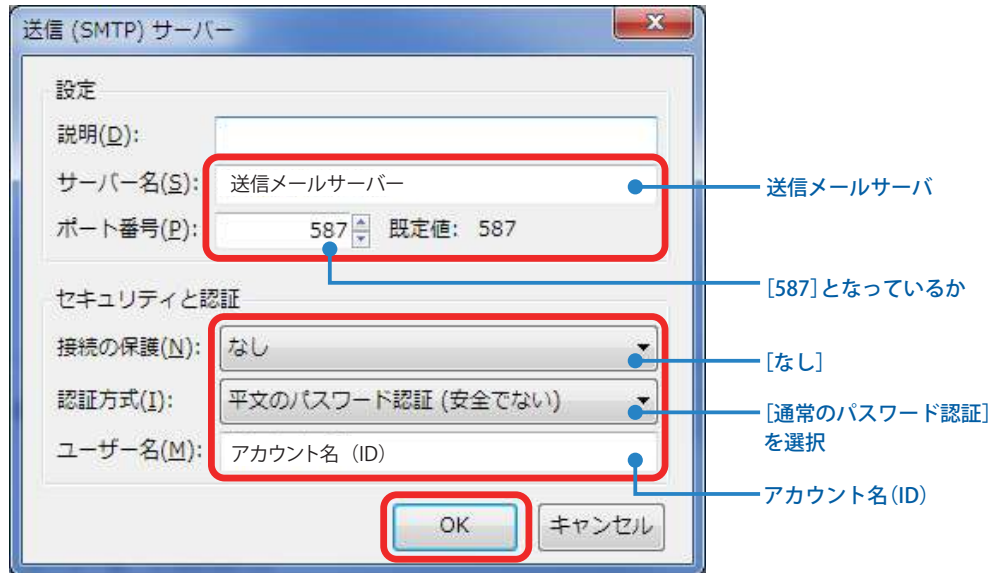 送信 (SMTP) サーバー
設定
説明(D):
サーバー名(S): 送信メールサーバー
送信メールサーバ
ポート番号(P): 587 既定値: 587
[587]となっているか
セキュリティと認証
接続の保護(N): なし
[なし]
認証方式(I): 平文のパスワード認証 (安全でない)
[通常のパスワード認証]
を選択
ユーザー名(M): アカウント名（ID）
アカウント名(ID)
OK キャンセル